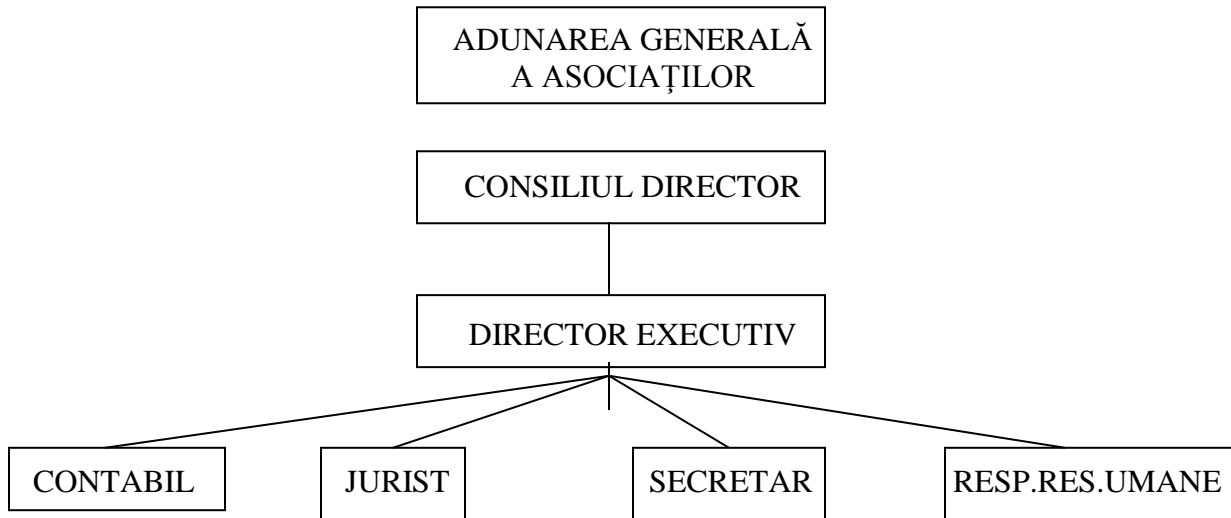 ADUNAREA GENERALĂ
A ASOCIAŢILOR
CONSILIUL DIRECTOR
DIRECTOR EXECUTIV
CONTABIL
JURIST
SECRETAR
RESP.RES.UMANE